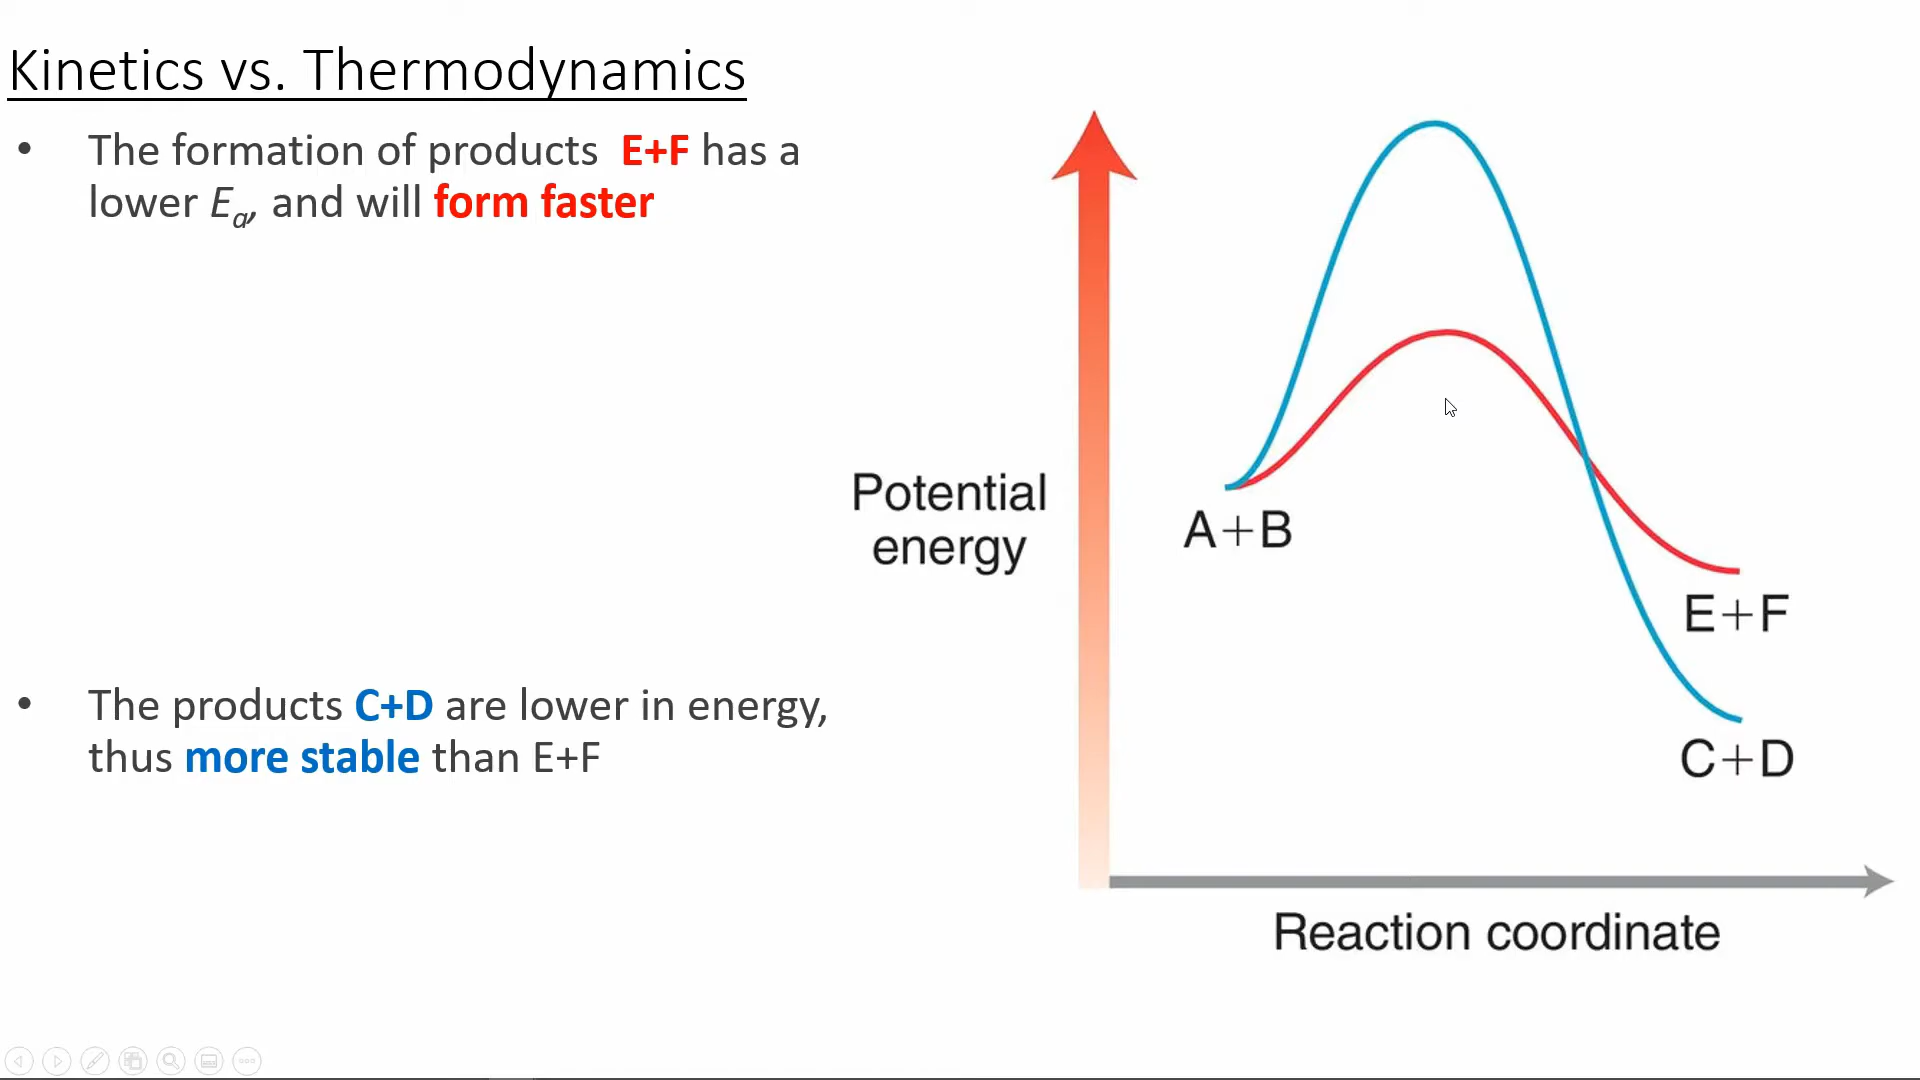 Kinetics vs. Thermodynamics
• The formation of products E+F has a
lower Ea, and will form faster
• The products C+D are lower in energy,
thus more stable than E+F
Potential
energy
A+B
E+F
C+D
Reaction coordinate